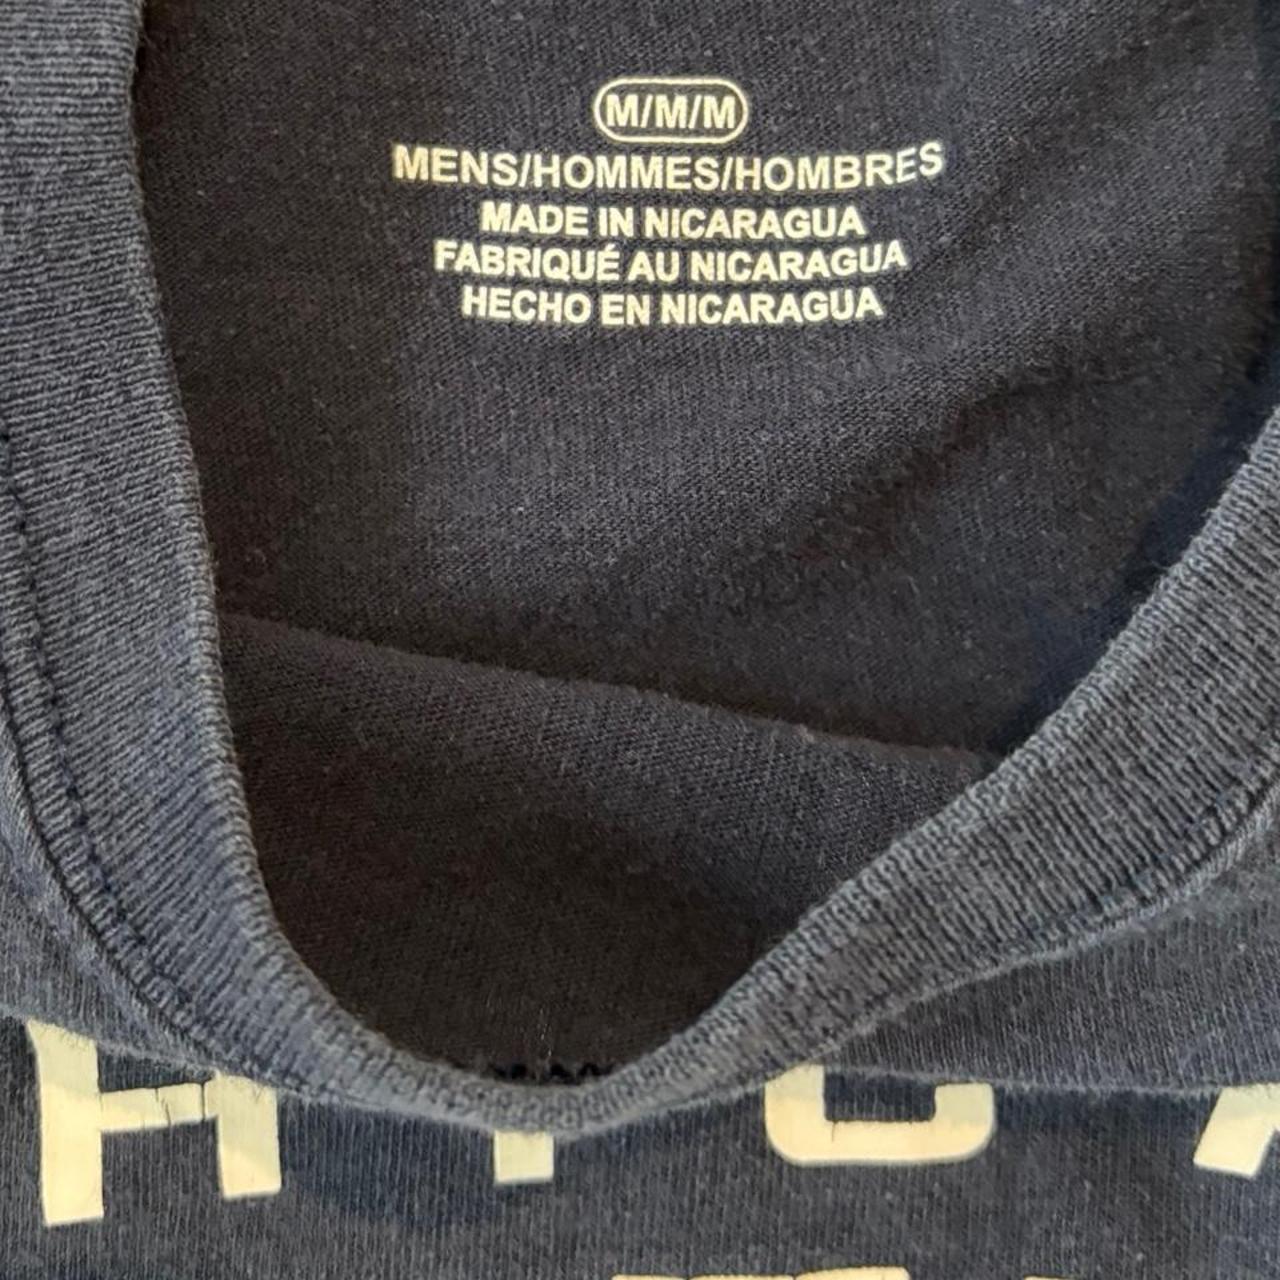 M/M/M
MENS/HOMMES/HOMBRES
MADE IN NICARAGUA
FABRIQUÉ AU NICARAGUA
HECHO EN NICARAGUA